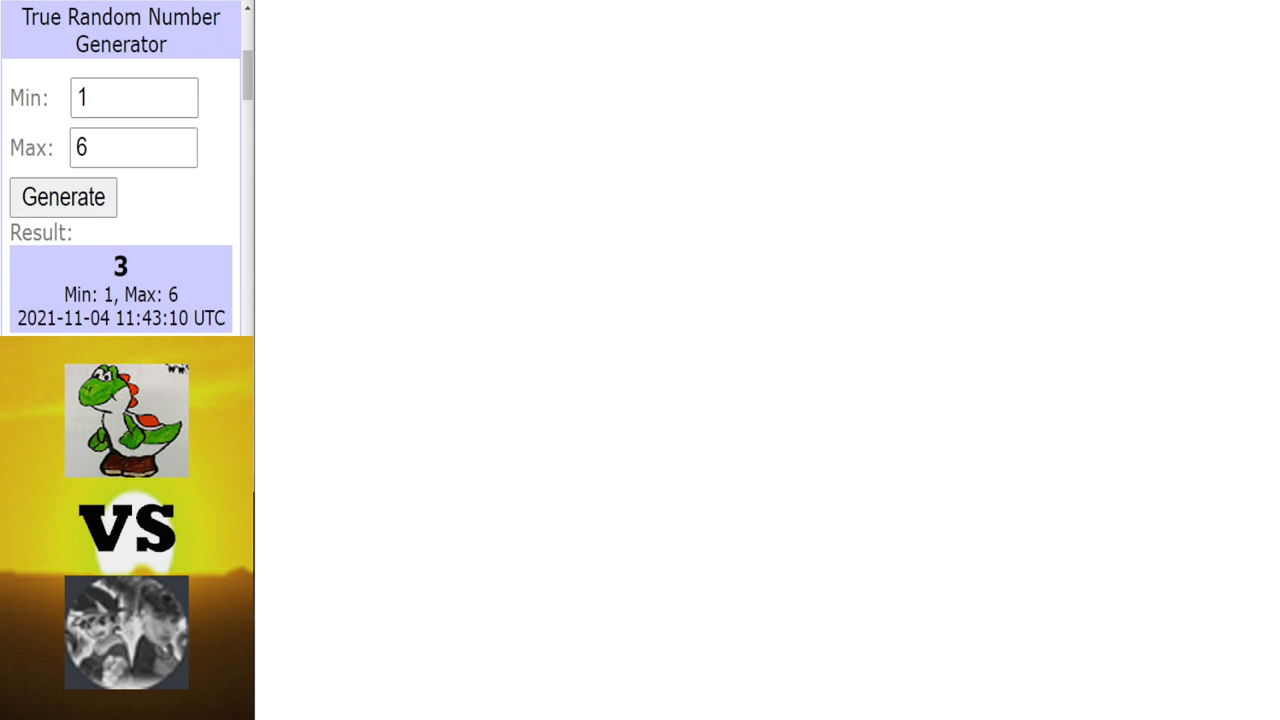 True Random Number
Generator
Min: 1
Max: 6
Generate
Result:
3
Min: 1, Max: 6
2021-11-04 11:43:10 UTC
VS